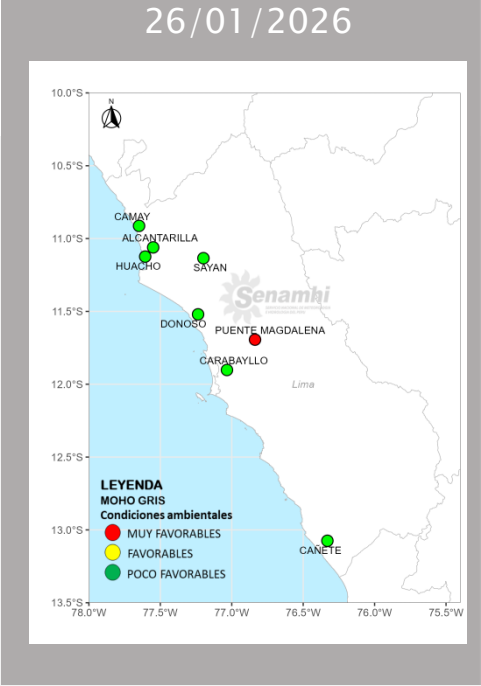 26/01/2026
10.0°S
N
10.5°S
CAMAY
11.0°S
ALCANTARILLA
HUACHO
SAYAN
Senamhi
11.5°S
DONOSO
PUENTE MAGDALENA
CARABAYLLO
12.0°S
Lima
12.5°S
LEYENDA
MOHO GRIS
Condiciones ambientales
13.0°S
MUY FAVORABLES
CAÑETE
FAVORABLES
POCO FAVORABLES
13.5°S
78.0°W 77.5°W 77.0°W 76.5°W 76.0°W 75.5°W